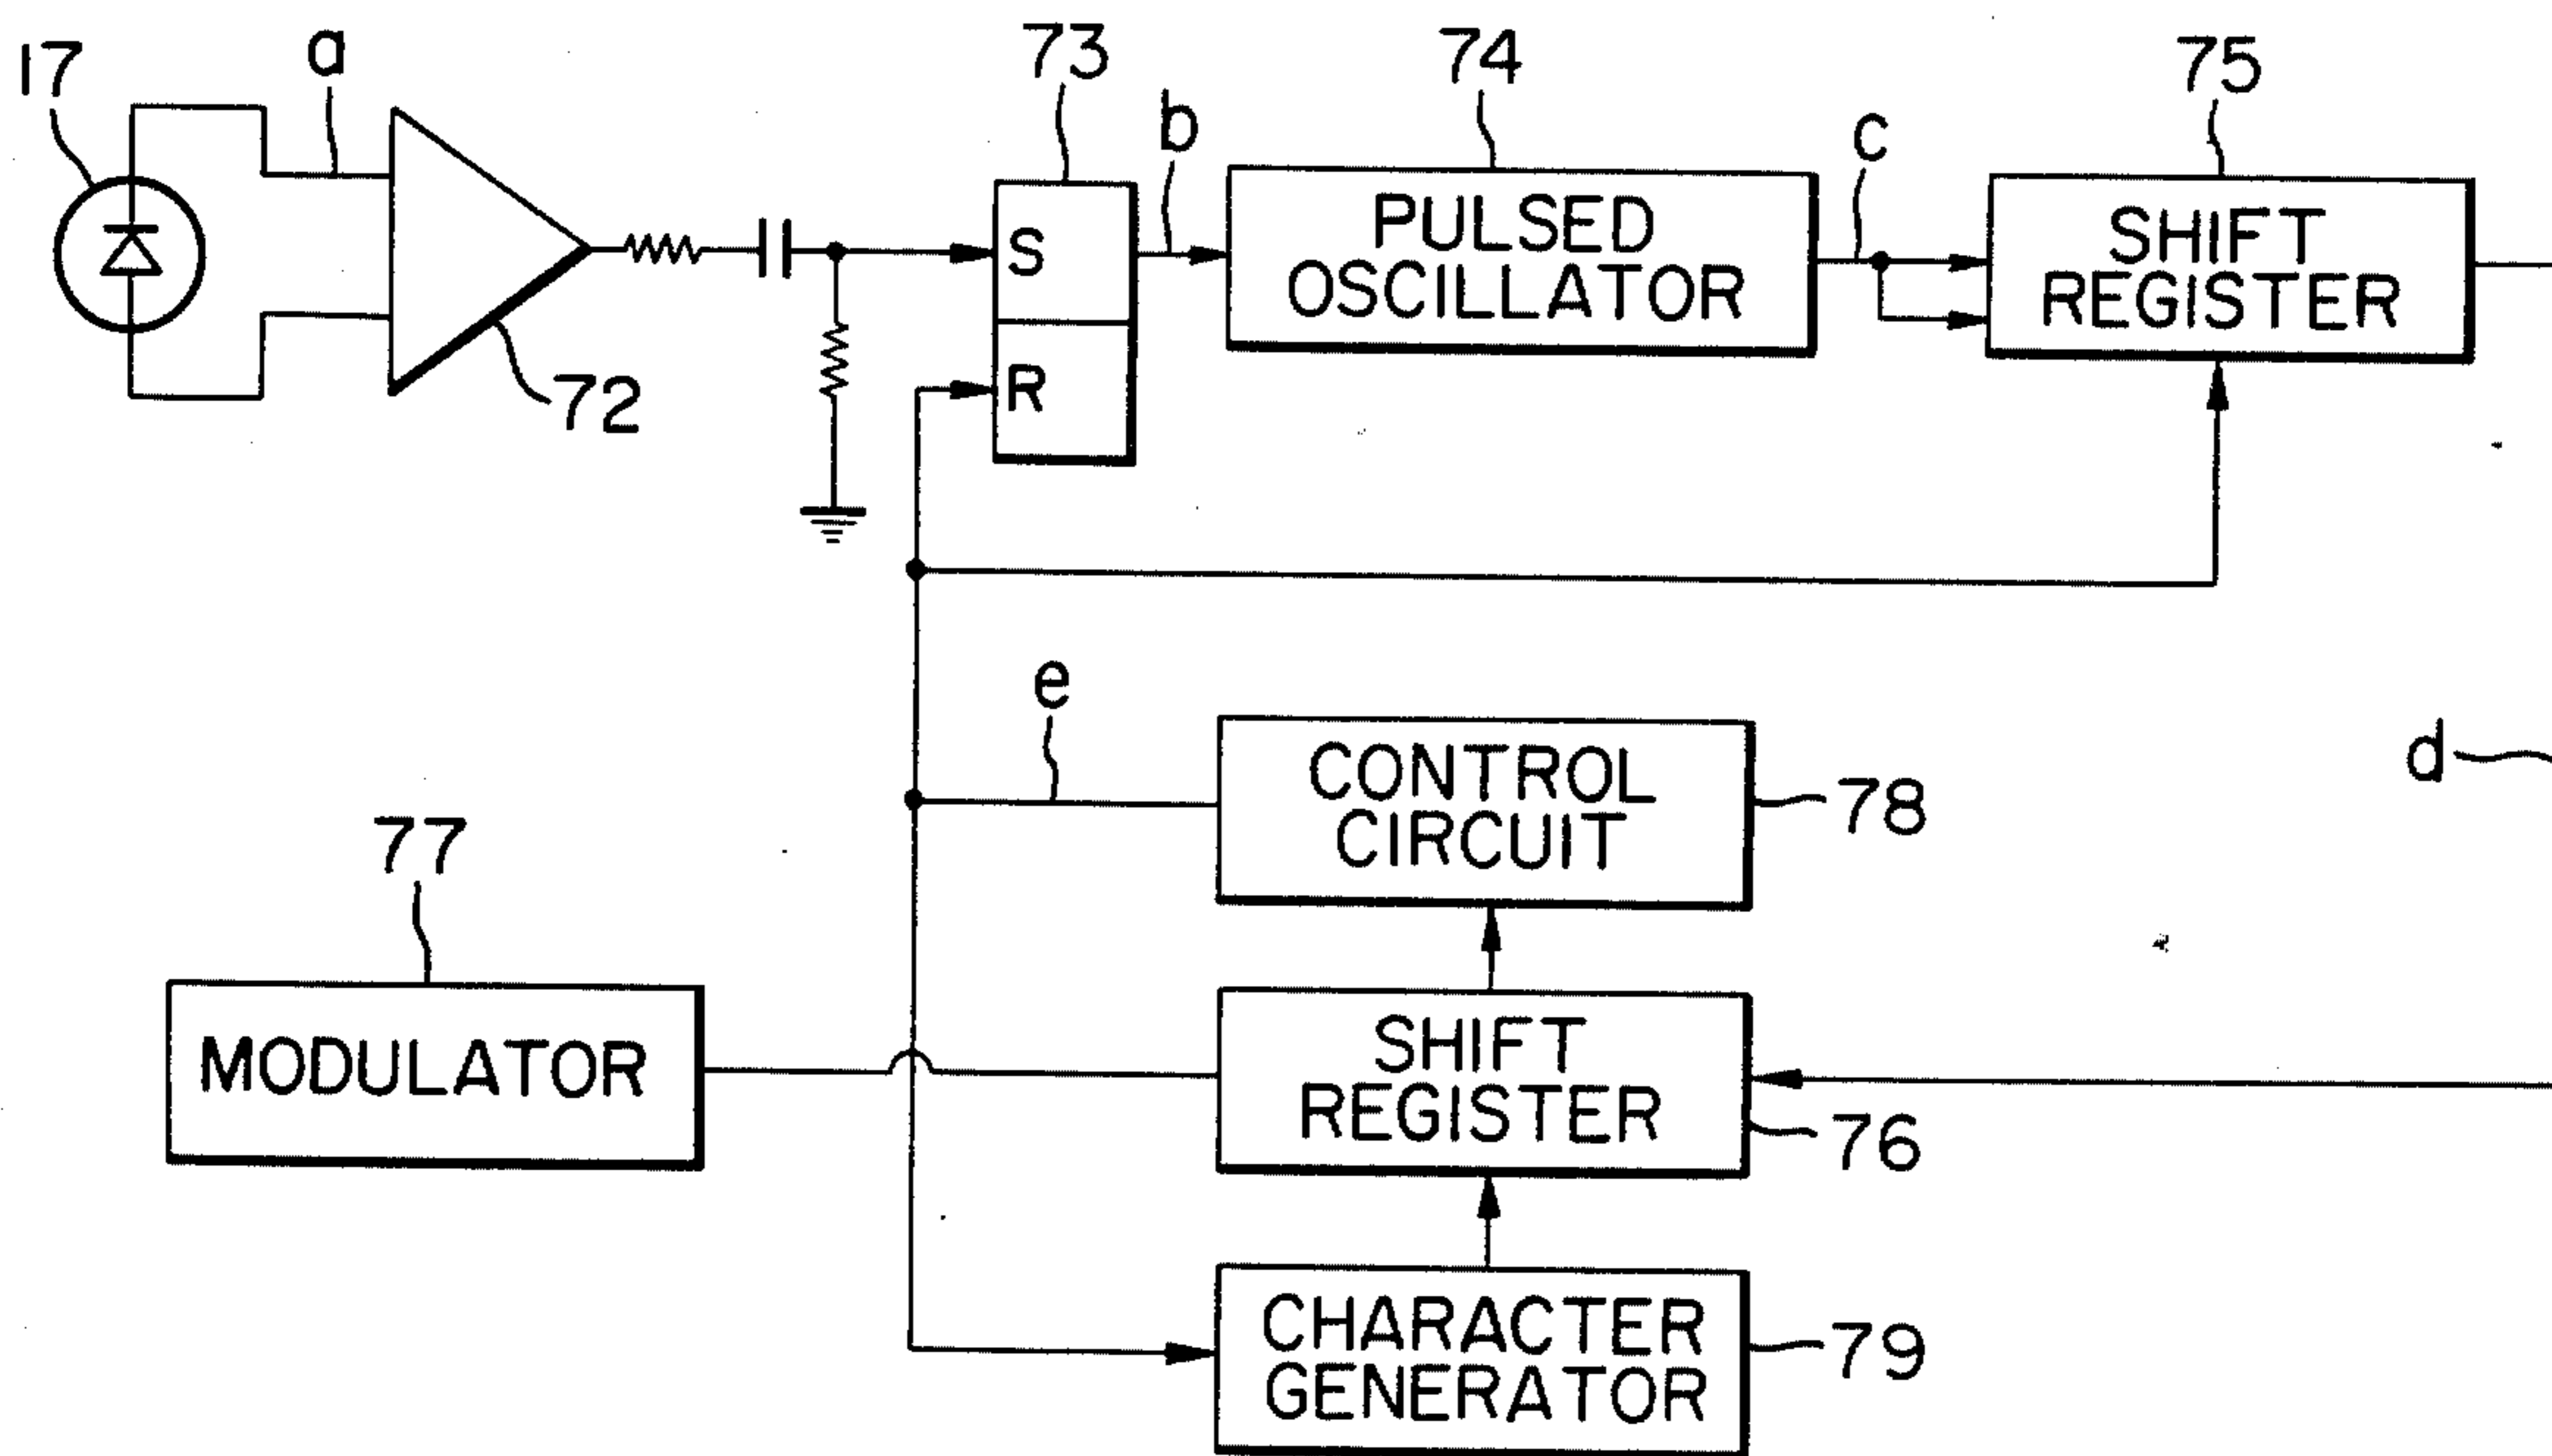 17
a
72
73
S
R
b
74
PULSED
OSCILLATOR
c
75
SHIFT
REGISTER
d
e
CONTROL
CIRCUIT
78
77
MODULATOR
SHIFT
REGISTER
76
CHARACTER
GENERATOR
79